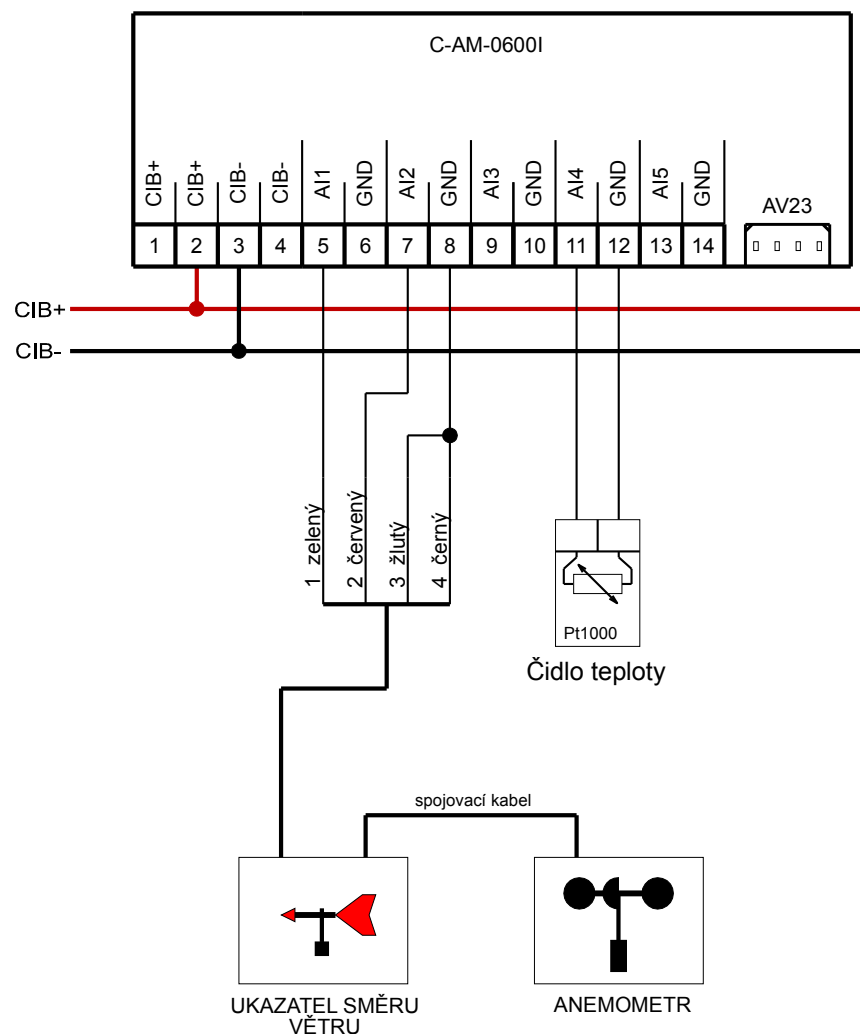 C-AM-0600I
CIB+
CIB+
CIB-
CIB-
AI1
GND
AI2
GND
AI3
GND
AI4
GND
AI5
GND
AV23
1 2 3 4 5 6 7 8 9 10 11 12 13 14
CIB+
CIB-
1 zelený
2 červený
3 žlutý
4 černý
Pt1000
Čidlo teploty
spojovací kabel
UKAZATEL SMĚRU
VĚTRU
ANEMOMETR